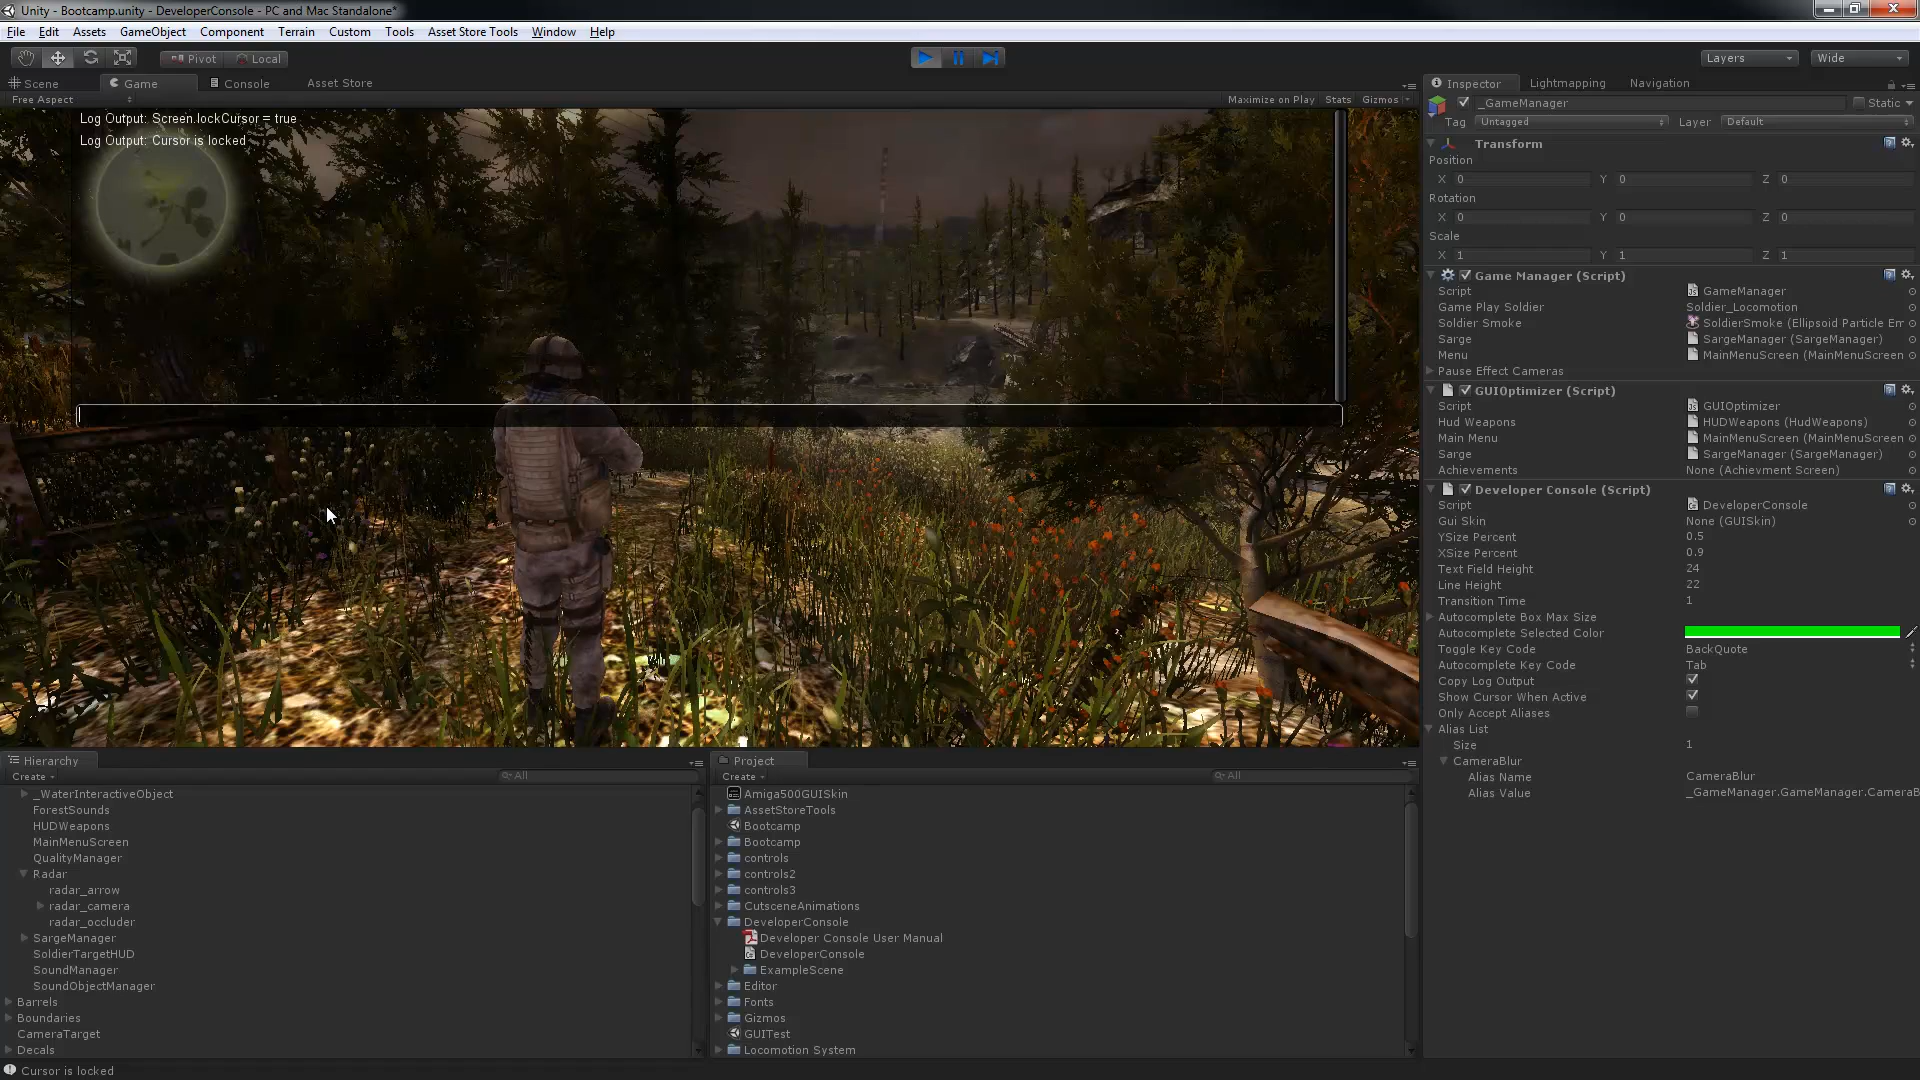 Unity - Bootcamp.unity - DeveloperConsole - PC and Mac Standalone*
File Edit Assets GameObject Component Terrain Custom Tools Asset Store Tools Window Help
Pivot Local Layers Wide
Scene Game Console Asset Store
Free Aspect Maximize on Play Stats Gizmos
Log Output: Screen.lockCursor = true
Log Output: Cursor is locked
Inspector Lightmapping Navigation
_GameManager Static
Tag Untagged Layer Default
Transform
Position
X 0 Y 0 Z 0
Rotation
X 0 Y 0 Z 0
Scale
X 1 Y 1 Z 1
Game Manager (Script)
Script GameManager
Game Play Soldier Soldier_Locomotion
Soldier Smoke SoldierSmoke (Ellipsoid Particle Em
Sarge SargeManager (SargeManager)
Menu MainMenuScreen (MainMenuScreen
Pause Effect Cameras
GUIOptimizer (Script)
Script GUIOptimizer
Hud Weapons HUDWeapons (HudWeapons)
Main Menu MainMenuScreen (MainMenuScreen
Sarge SargeManager (SargeManager)
Achievements None (Achievment Screen)
Developer Console (Script)
Script DeveloperConsole
Gui Skin None (GUISkin)
YSize Percent 0.5
XSize Percent 0.9
Text Field Height 24
Line Height 22
Transition Time 1
Autocomplete Box Max Size
Autocomplete Selected Color
Toggle Key Code BackQuote
Autocomplete Key Code Tab
Copy Log Output
Show Cursor When Active
Only Accept Aliases
Alias List
Size 1
CameraBlur
Alias Name CameraBlur
Alias Value _GameManager.GameManager.CameraB
Hierarchy
Create All
_WaterInteractiveObject
ForestSounds
HUDWeapons
MainMenuScreen
QualityManager
Radar
radar_arrow
radar_camera
radar_occluder
SargeManager
SoldierTargetHUD
SoundManager
SoundObjectManager
Barrels
Boundaries
CameraTarget
Decals
Project
Create All
Amiga500GUISkin
AssetStoreTools
Bootcamp
Bootcamp
controls
controls2
controls3
CutsceneAnimations
DeveloperConsole
Developer Console User Manual
DeveloperConsole
ExampleScene
Editor
Fonts
Gizmos
GUITest
Locomotion System
Cursor is locked